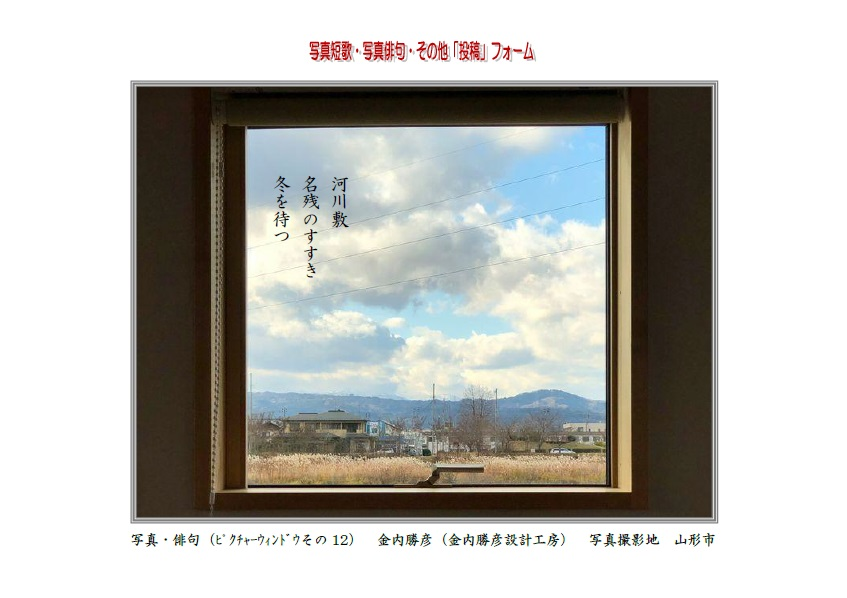 写真短歌・写真俳句・その他「投稿」フォーム
河川敷
名残のすすき
冬を待つ
写真・俳句（ﾋﾟｸﾁｬｰｳｨﾝﾄﾞｳその12）　金内勝彦（金内勝彦設計工房）　写真撮影地　山形市